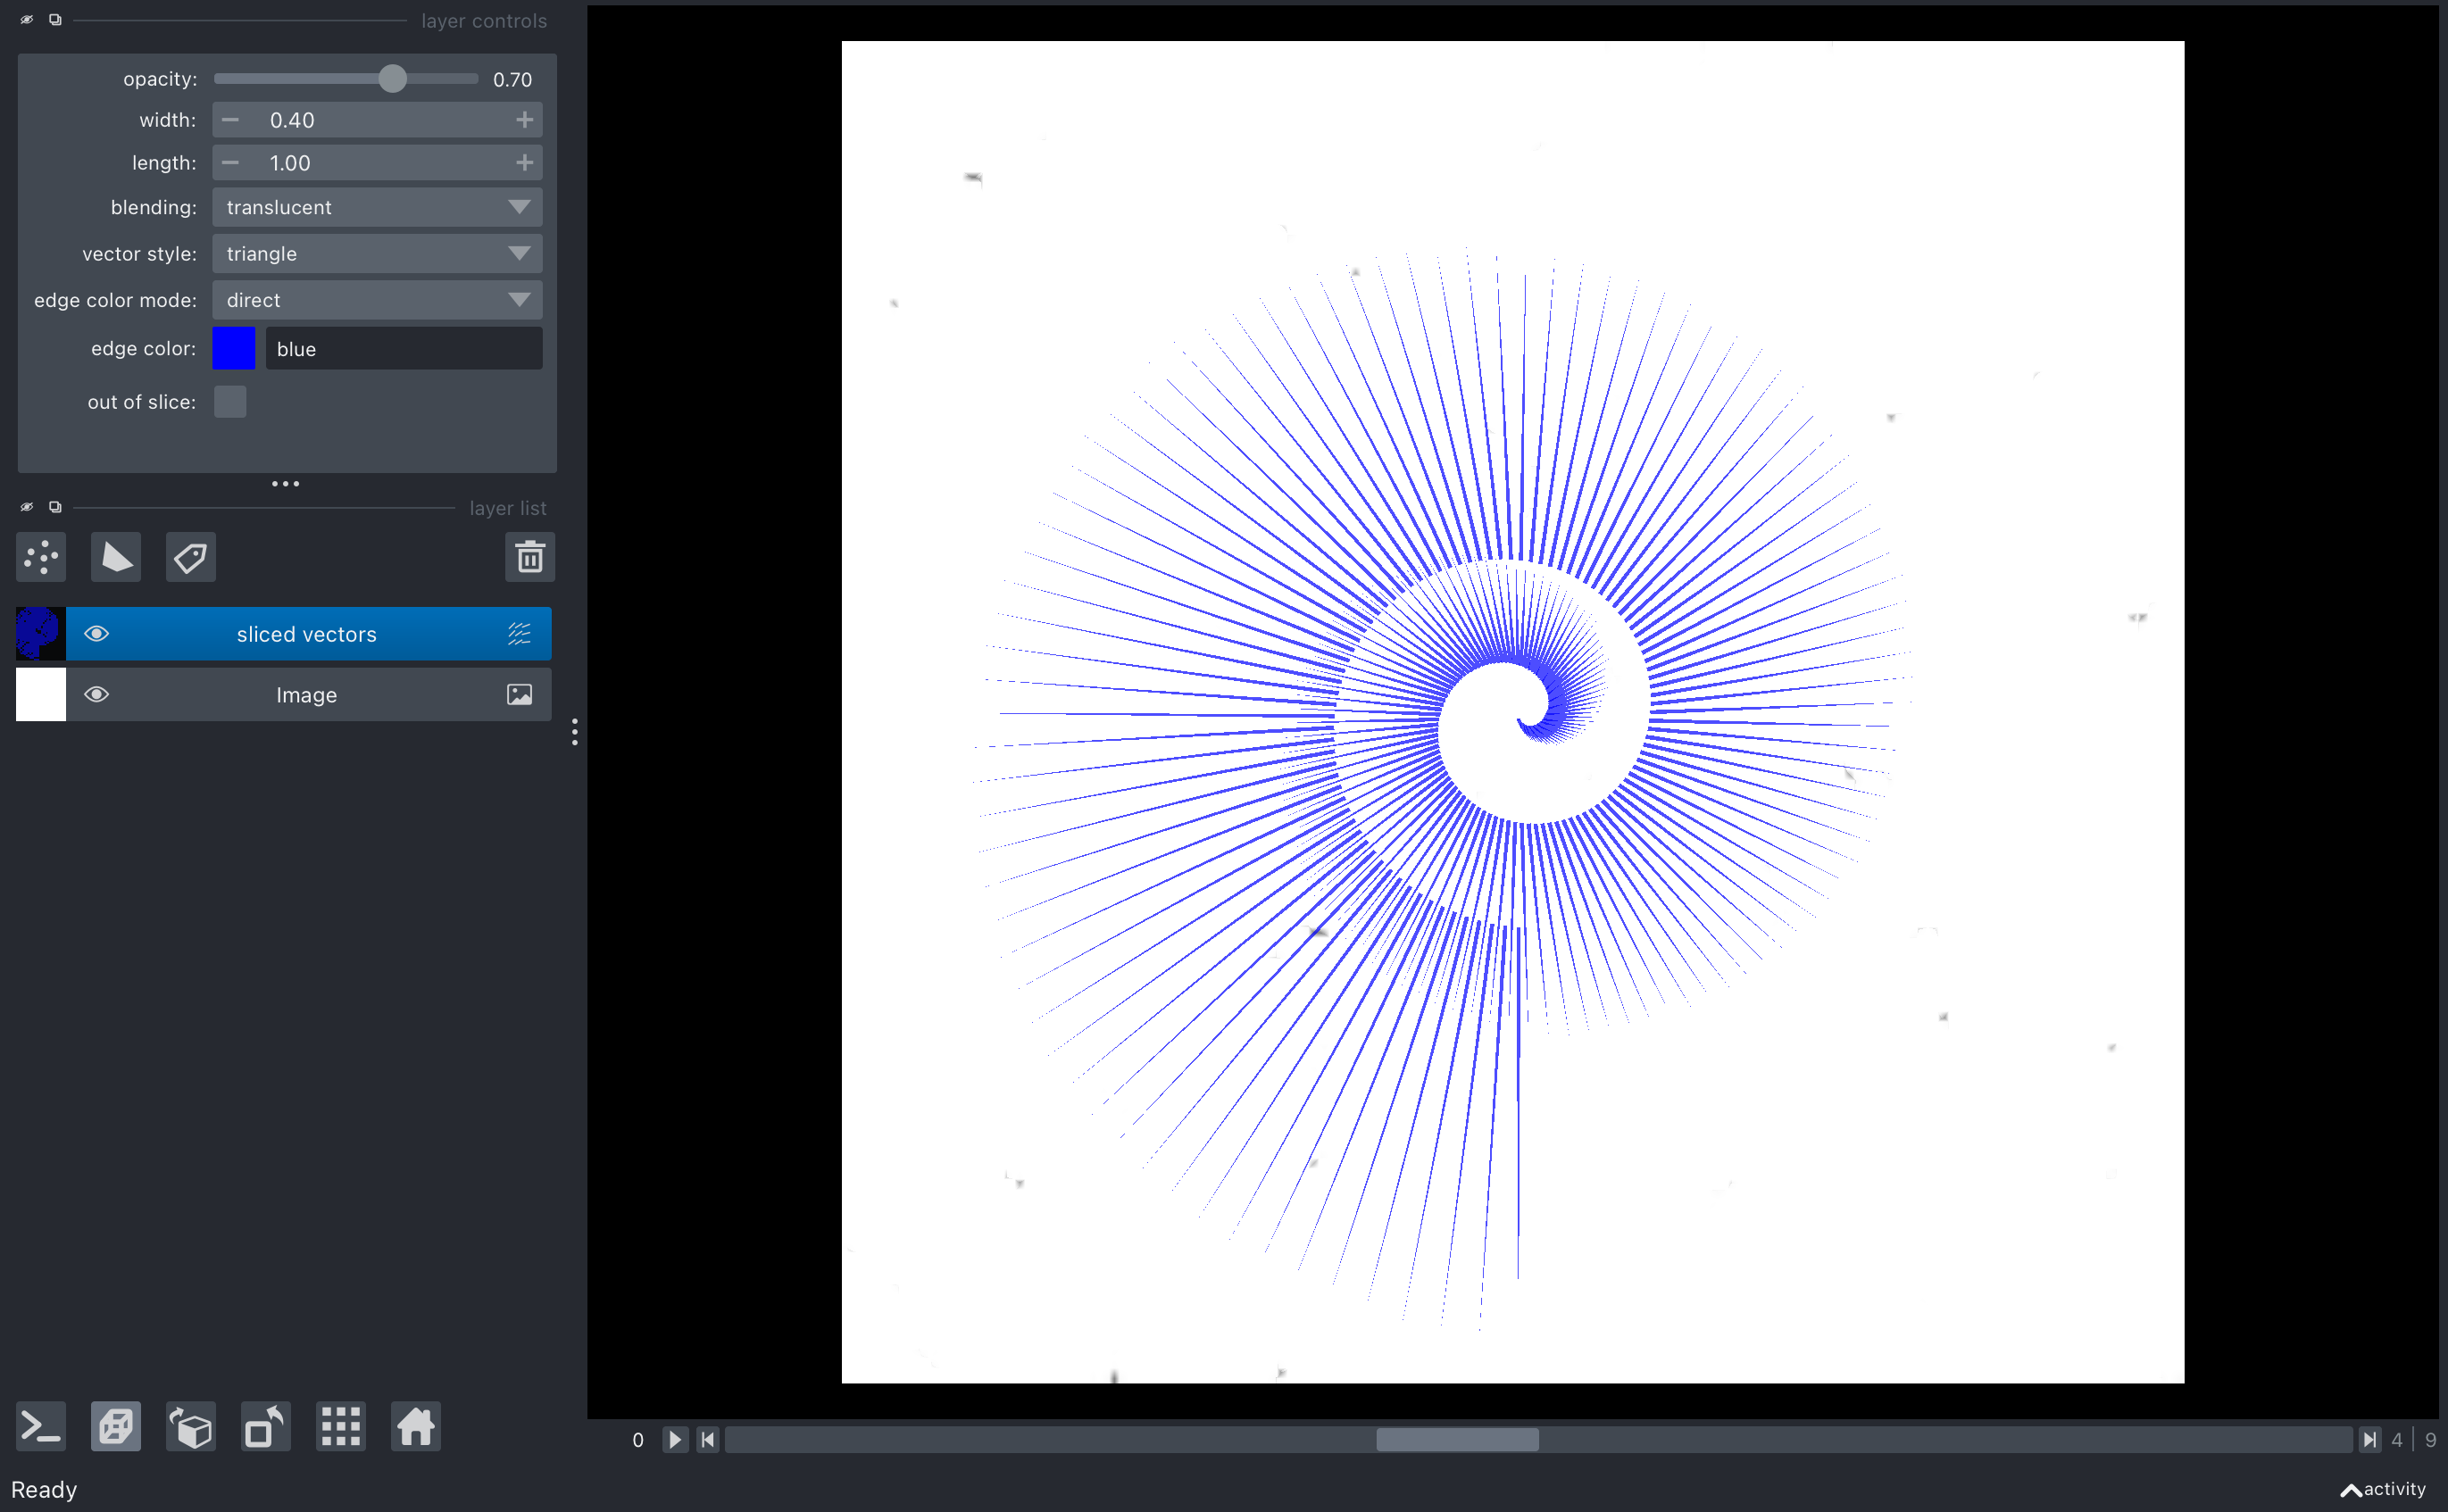 layer controls
opacity: 0.70
width: 0.40
length: 1.00
blending: translucent
vector style: triangle
edge color mode: direct
edge color: blue
out of slice:
layer list
sliced vectors
Image
0 4 9
Ready activity